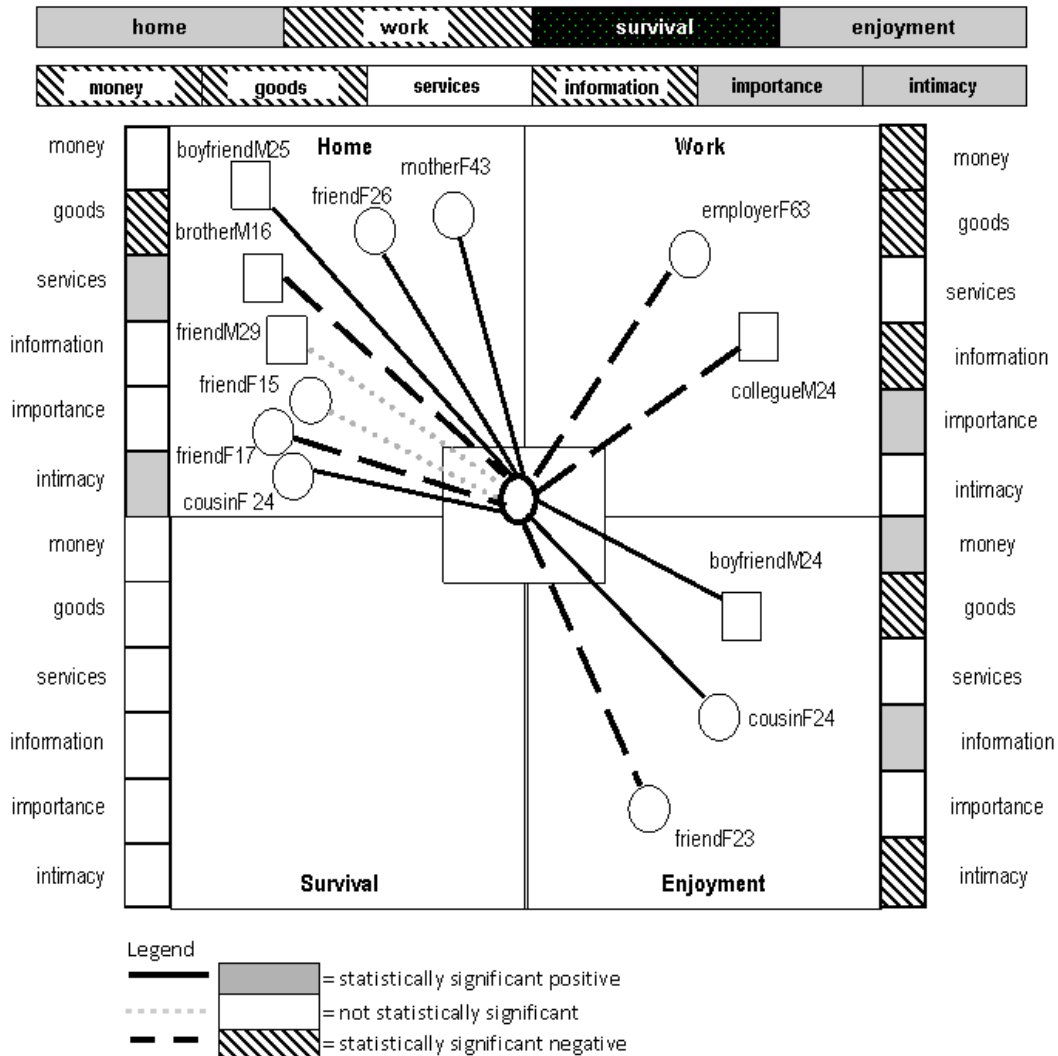 home work survival enjoyment
money goods services information importance intimacy
money
goods
services
information
importance
intimacy
money
goods
services
information
importance
intimacy
Home
boyfriendM25
friendF26
motherF43
brotherM16
friendM29
friendF15
friendF17
cousinF 24
Work
employerF63
collegueM24
Survival
boyfriendM24
cousinF24
friendF23
Enjoyment
money
goods
services
information
importance
intimacy
money
goods
services
information
importance
intimacy
Legend
= statistically significant positive
= not statistically significant
= statistically significant negative